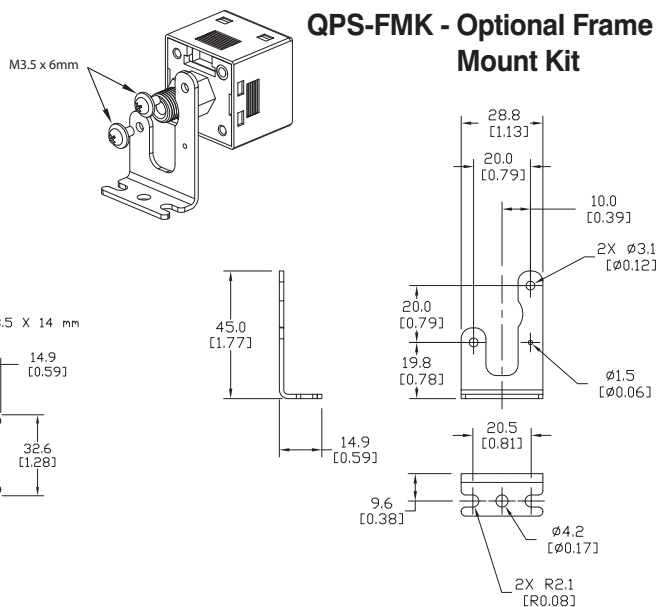 QPS-FMK - Optional Frame
Mount Kit
M3.5 x 6mm
28.8
[1.13]
20.0
[0.79]
10.0
[0.39]
2X Ø3.1
[Ø0.12]
20.0
[0.79]
19.8
[0.78]
Ø1.5
[Ø0.06]
45.0
[1.77]
14.9
[0.59]
.5 X 14 mm
14.9
[0.59]
32.6
[1.28]
20.5
[0.81]
9.6
[0.38]
Ø4.2
[Ø0.17]
2X R2.1
[R0.08]